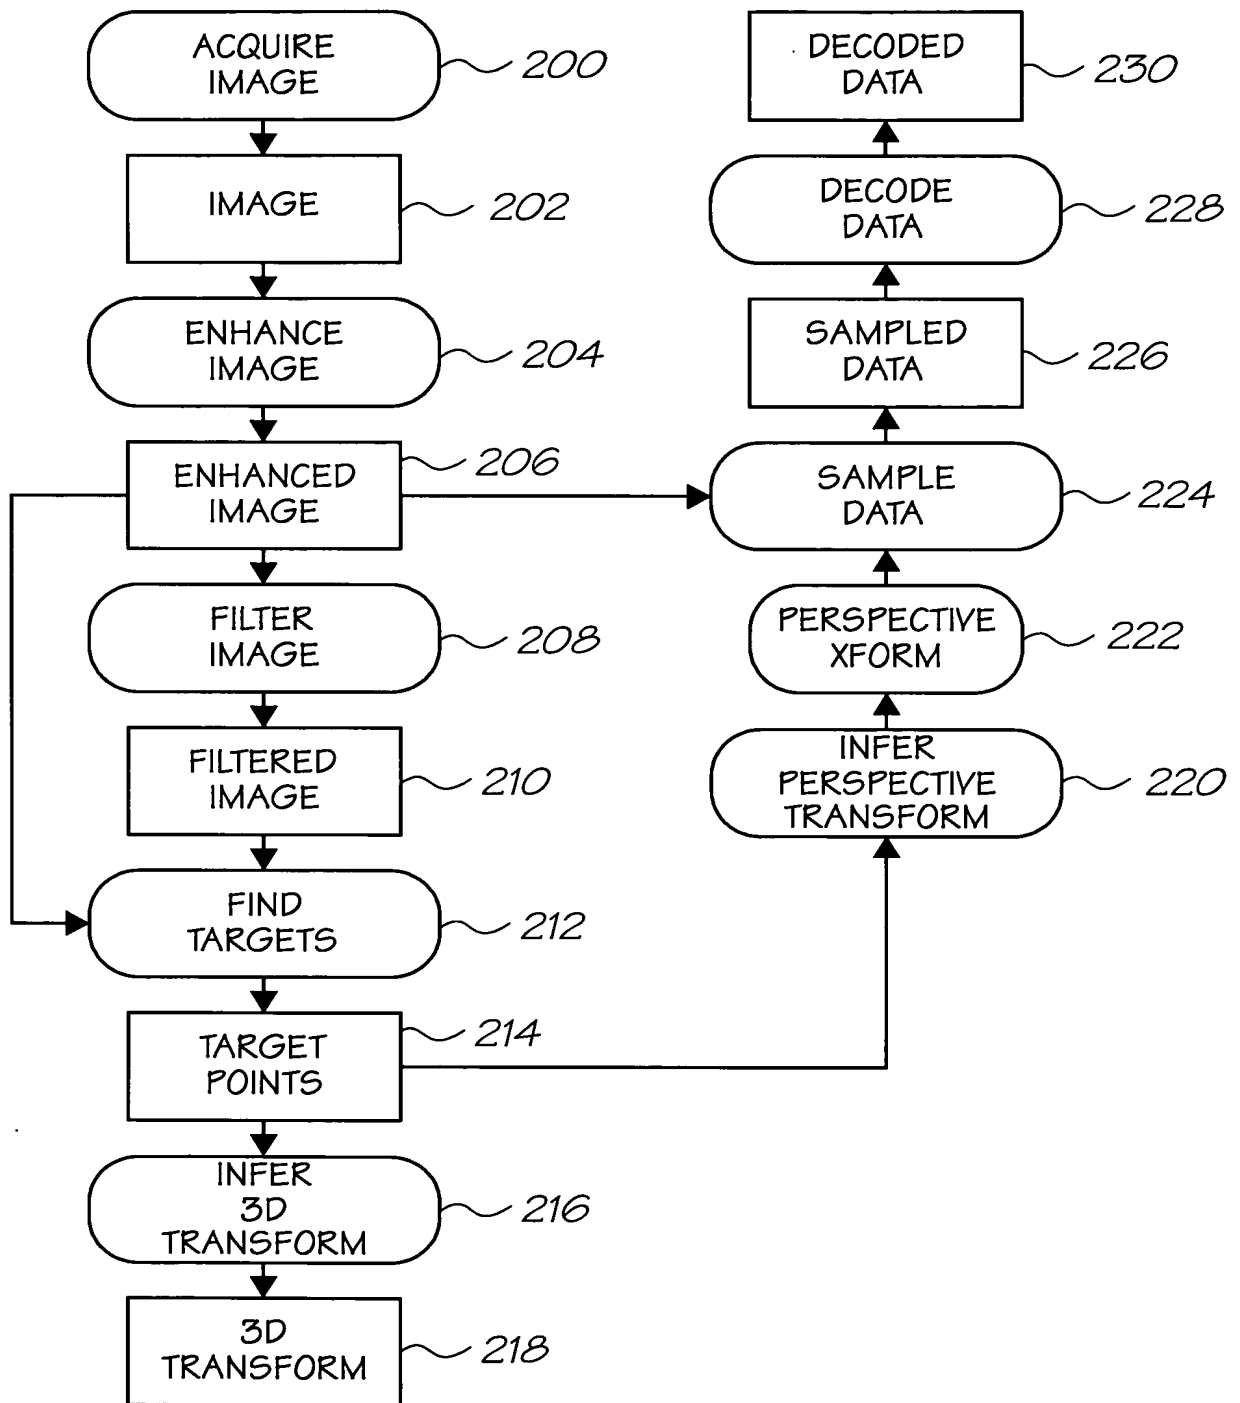 ACQUIRE
IMAGE
200
IMAGE
202
ENHANCE
IMAGE
204
ENHANCED
IMAGE
206
FILTER
IMAGE
208
FILTERED
IMAGE
210
FIND
TARGETS
212
TARGET
POINTS
214
INFER
3D
TRANSFORM
216
3D
TRANSFORM
218
DECODED
DATA
230
DECODE
DATA
228
SAMPLED
DATA
226
SAMPLE
DATA
224
PERSPECTIVE
XFORM
222
INFER
PERSPECTIVE
TRANSFORM
220